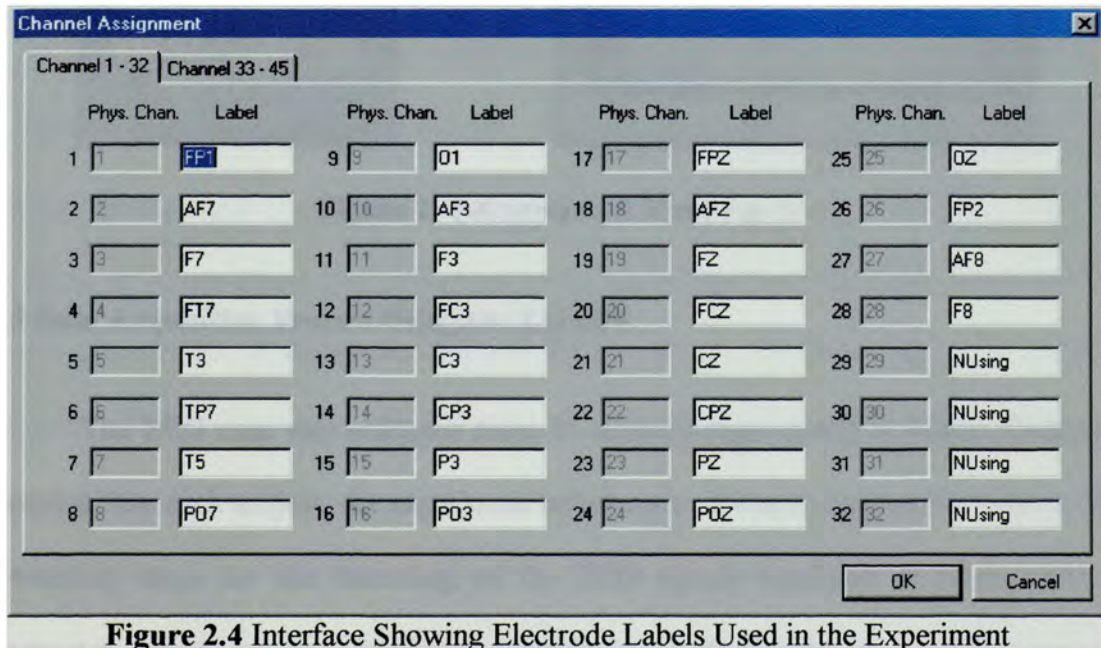 Channel Assignment
Channel 1 - 32 Channel 33 - 45
Phys. Chan. Label Phys. Chan. Label Phys. Chan. Label Phys. Chan. Label
1 1 FP1 9 9 O1 17 17 FPZ 25 25 OZ
2 2 AF7 10 10 AF3 18 18 AFZ 26 26 FP2
3 3 F7 11 11 F3 19 19 FZ 27 27 AF8
4 4 FT7 12 12 FC3 20 20 FCZ 28 28 F8
5 5 T3 13 13 C3 21 21 CZ 29 29 NUsing
6 6 TP7 14 14 CP3 22 22 CPZ 30 30 NUsing
7 7 T5 15 15 P3 23 23 PZ 31 31 NUsing
8 8 PO7 16 16 PO3 24 24 POZ 32 32 NUsing
OK Cancel
Figure 2.4 Interface Showing Electrode Labels Used in the Experiment